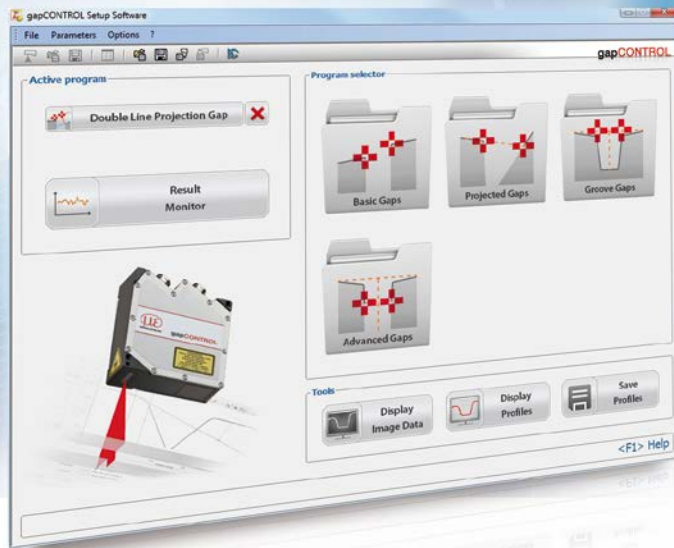 gapCONTROL Setup Software
File Parameters Options ?
gapCONTROL
Active program
Double Line Projection Gap
Result
Monitor
Program selector
Basic Gaps
Projected Gaps
Groove Gaps
Advanced Gaps
gapCONTROL
Tools
Display
Image Data
Display
Profiles
Save
Profiles
<F1> Help